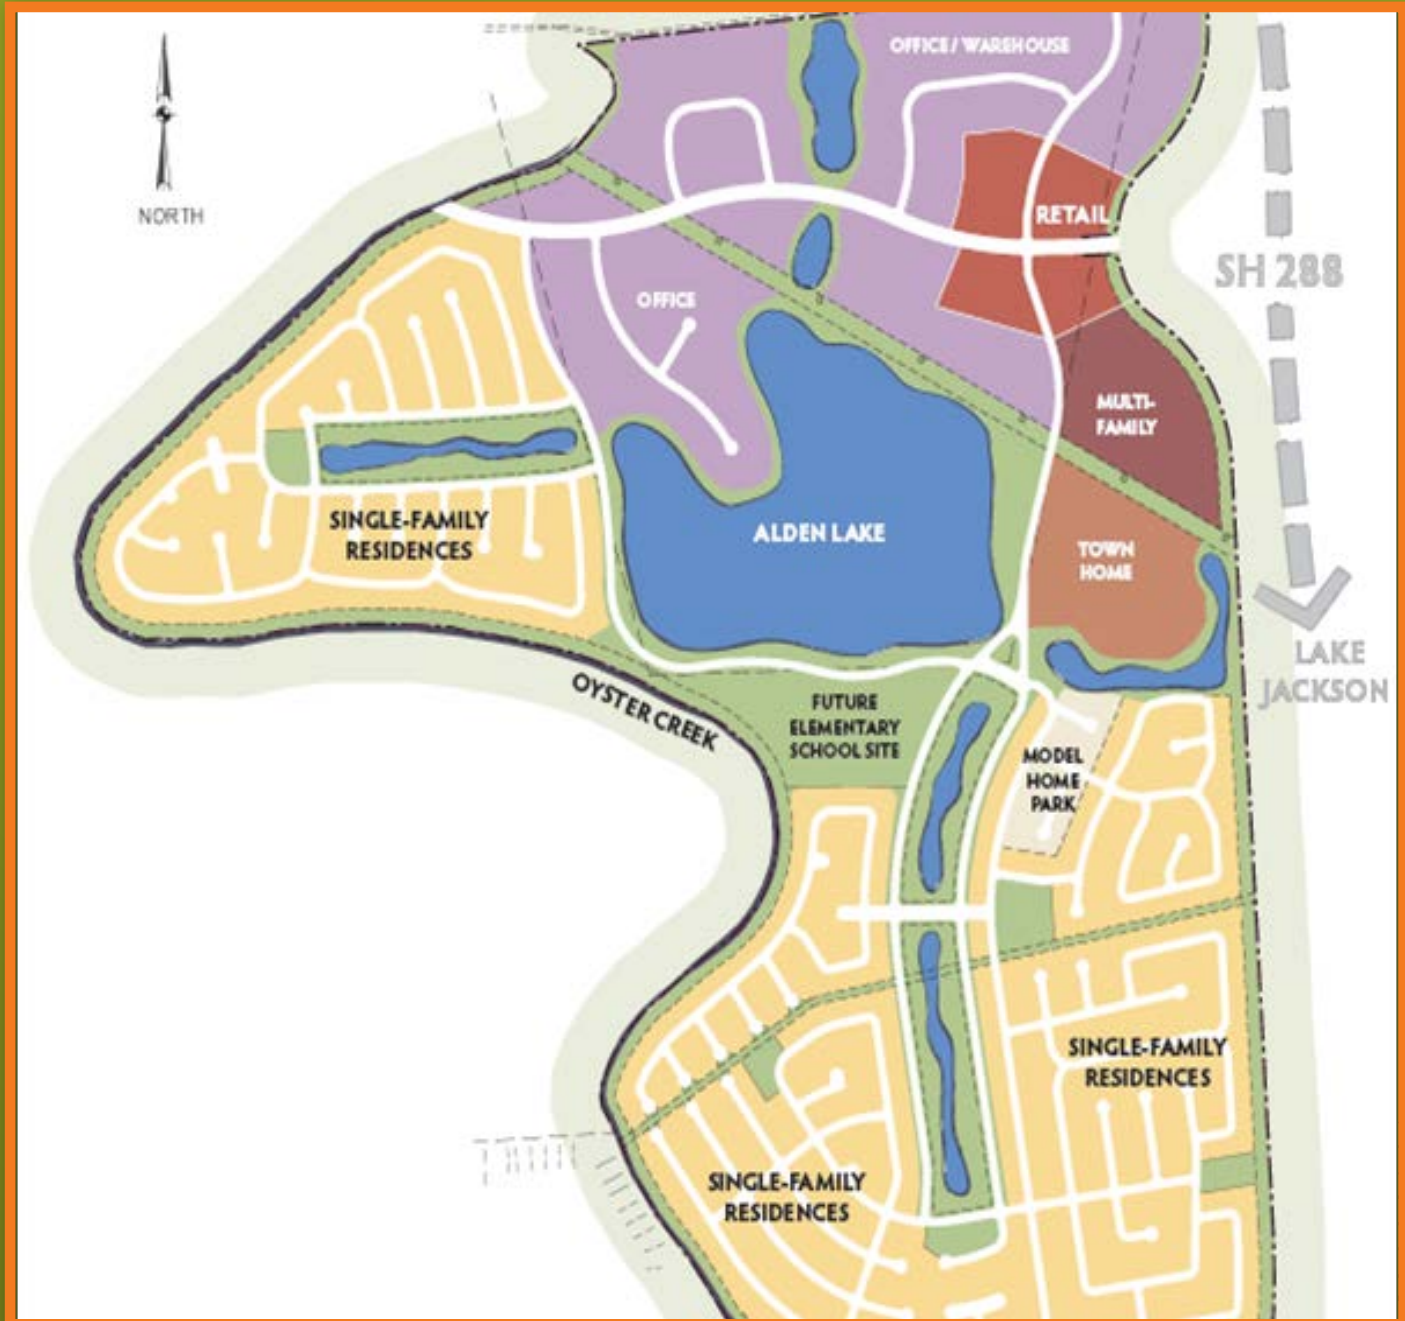 OFFICE / WAREHOUSE
NORTH
RETAIL
SH 288
OFFICE
MULTI-
FAMILY
SINGLE-FAMILY
RESIDENCES
ALDEN LAKE
TOWN
HOME
LAKE
JACKSON
OYSTER CREEK
FUTURE
ELEMENTARY
SCHOOL SITE
MODEL
HOME
PARK
SINGLE-FAMILY
RESIDENCES
SINGLE-FAMILY
RESIDENCES